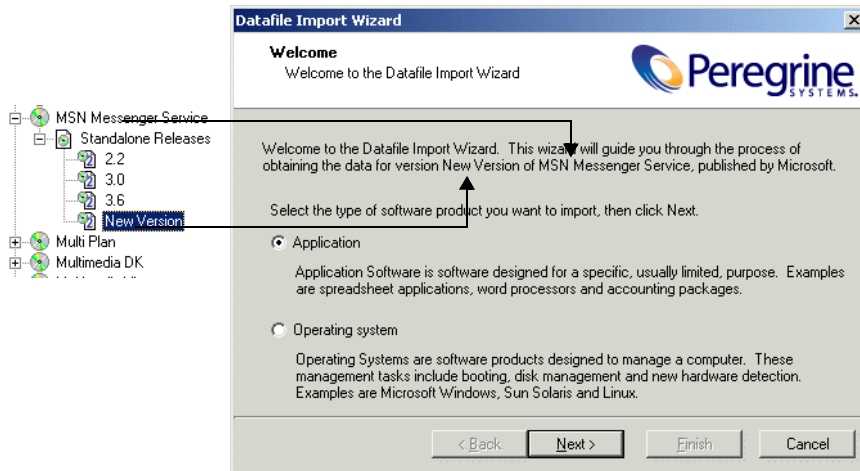 MSN Messenger Service
Standalone Releases
2.2
3.0
3.6
New Version
Multi Plan
Multimedia DK
Datafile Import Wizard
Welcome
Welcome to the Datafile Import Wizard
Peregrine
SYSTEMS
Welcome to the Datafile Import Wizard. This wizard will guide you through the process of
obtaining the data for version New Version of MSN Messenger Service, published by Microsoft.
Select the type of software product you want to import, then click Next.
Application
Application Software is software designed for a specific, usually limited, purpose. Examples
are spreadsheet applications, word processors and accounting packages.
Operating system
Operating Systems are software products designed to manage a computer. These
management tasks include booting, disk management and new hardware detection.
Examples are Microsoft Windows, Sun Solaris and Linux.
< Back
Next >
Finish
Cancel